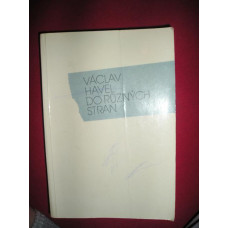 VÁCLAV
HAVEL
DO RŮZNÝCH
STRAN